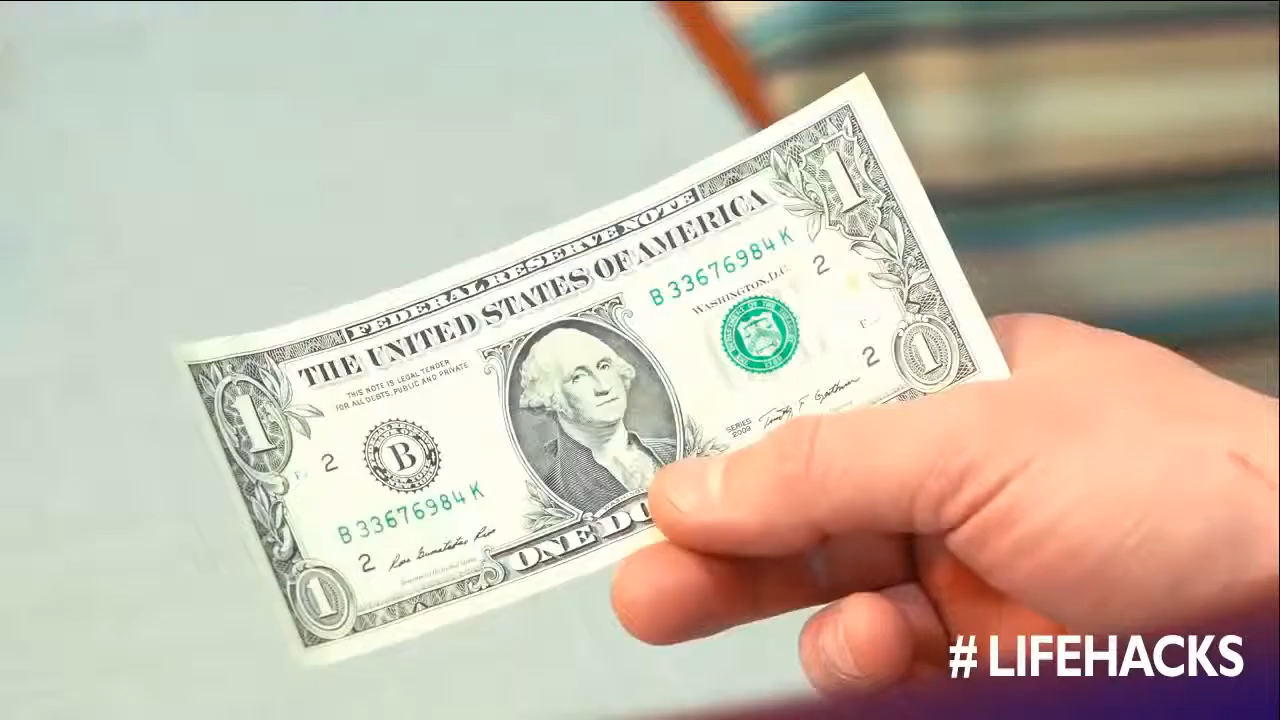 FEDERAL RESERVE NOTE
THE UNITED STATES OF AMERICA
THIS NOTE IS LEGAL TENDER
FOR ALL DEBTS, PUBLIC AND PRIVATE
B 33676984 K
WASHINGTON, D.C.
1
1
2
2
B
2
B 33676984 K
2
SERIES
2009
1
1
ONE DO
# LIFEHACKS